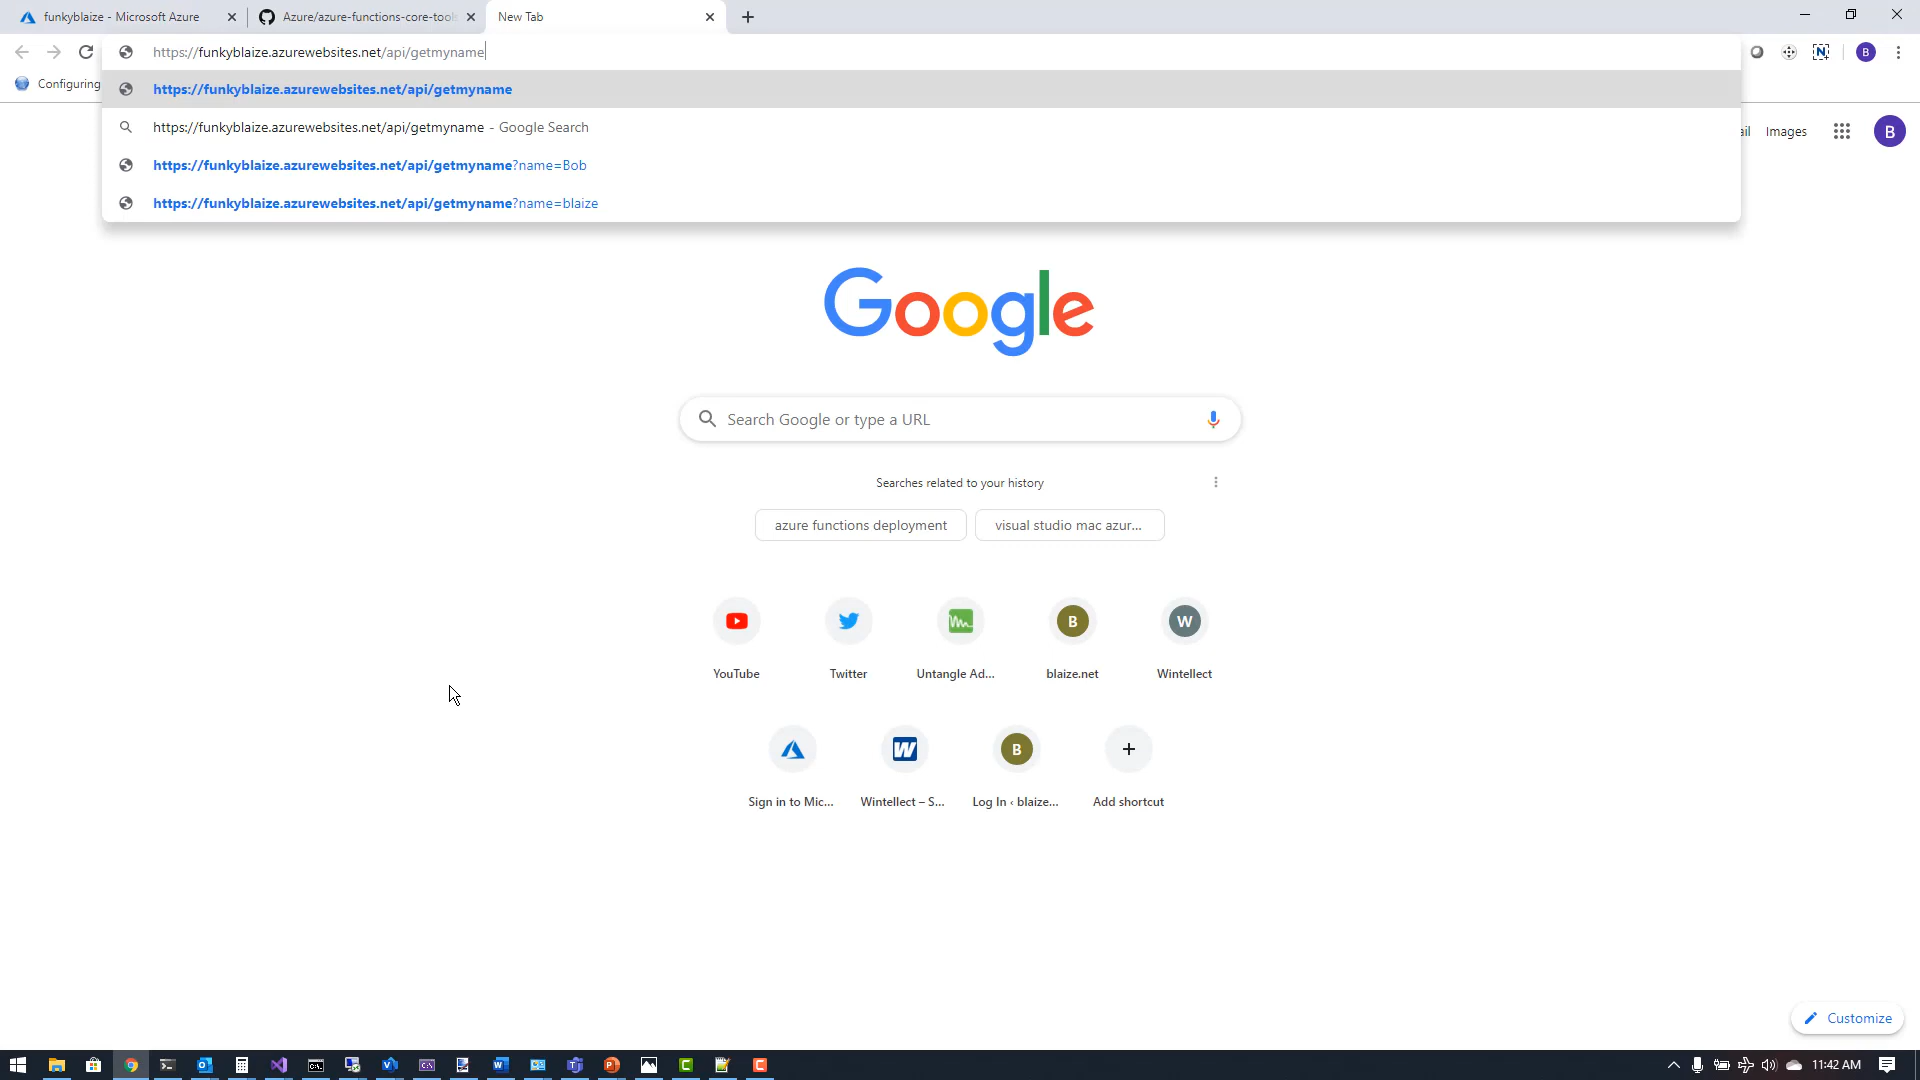 funkyblaize - Microsoft Azure
Azure/azure-functions-core-tools
New Tab
https://funkyblaize.azurewebsites.net/api/getmyname
B
Configuring
https://funkyblaize.azurewebsites.net/api/getmyname
https://funkyblaize.azurewebsites.net/api/getmyname - Google Search
ail
Images
B
https://funkyblaize.azurewebsites.net/api/getmyname?name=Bob
https://funkyblaize.azurewebsites.net/api/getmyname?name=blaize
Google
Search Google or type a URL
Searches related to your history
azure functions deployment
visual studio mac azur...
B
W
YouTube
Twitter
Untangle Ad...
blaize.net
Wintellect
W
B
Sign in to Mic...
Wintellect – S...
Log In ‹ blaize...
Add shortcut
Customize
11:42 AM